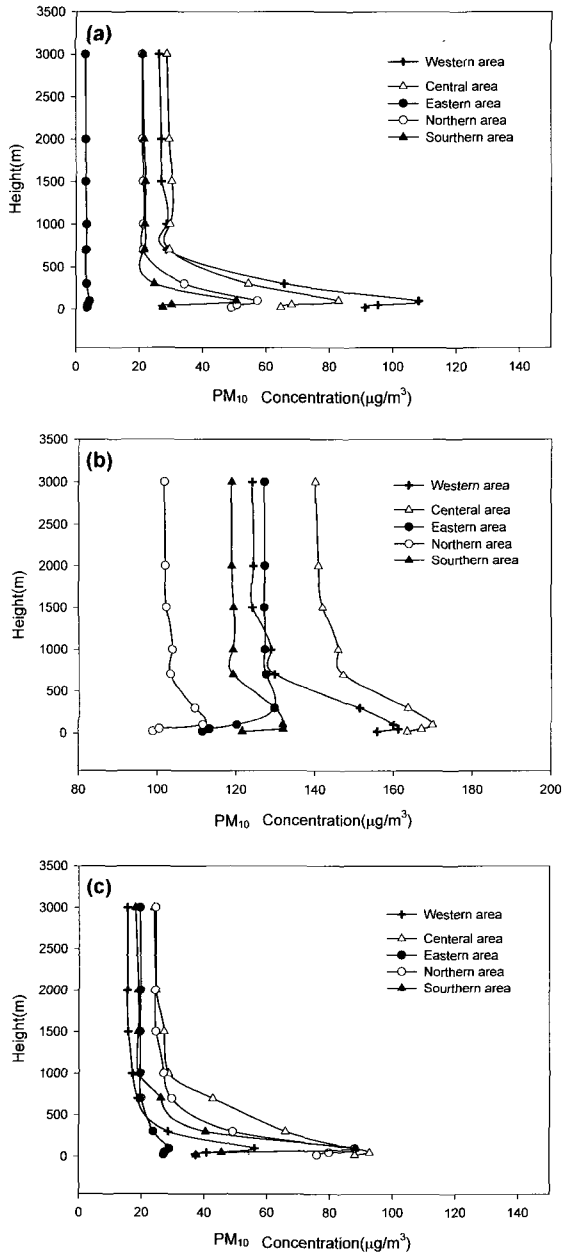 (a)
3500
3000
2500
2000
1500
1000
500
0
Height(m)
Western area
Central area
Eastern area
Northern area
Sourthern area
0 20 40 60 80 100 120 140
PM10 Concentration(µg/m³)
(b)
3500
3000
2500
2000
1500
1000
500
0
-500
Height(m)
Western area
Centeral area
Eastern area
Northern area
Sourthern area
80 100 120 140 160 180 200
PM10 Concentration(µg/m³)
(c)
3500
3000
2500
2000
1500
1000
500
0
-500
Height(m)
Western area
Centeral area
Eastern area
Northern area
Sourthern area
0 20 40 60 80 100 120 140
PM10 Concentration(µg/m³)